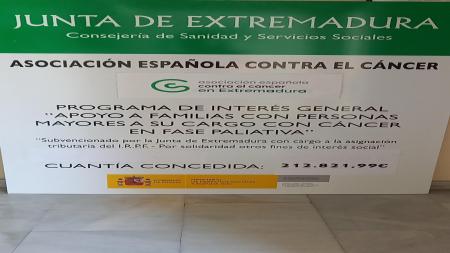 JUNTA DE EXTREMADURA
Consejería de Sanidad y Servicios Sociales
ASOCIACIÓN ESPAÑOLA CONTRA EL CÁNCER
asociación española
contra el cáncer
en Extremadura
PROGRAMA DE INTERÉS GENERAL
"APOYO A FAMILIAS CON PERSONAS
MAYORES A SU CARGO CON CÁNCER
EN FASE PALIATIVA"
"Subvencionado por la Junta de Extremadura con cargo a la asignación
tributaria del I.R.P.F. - Por solidaridad otros fines de interés social"
CUANTÍA CONCEDIDA: 212.821,99€